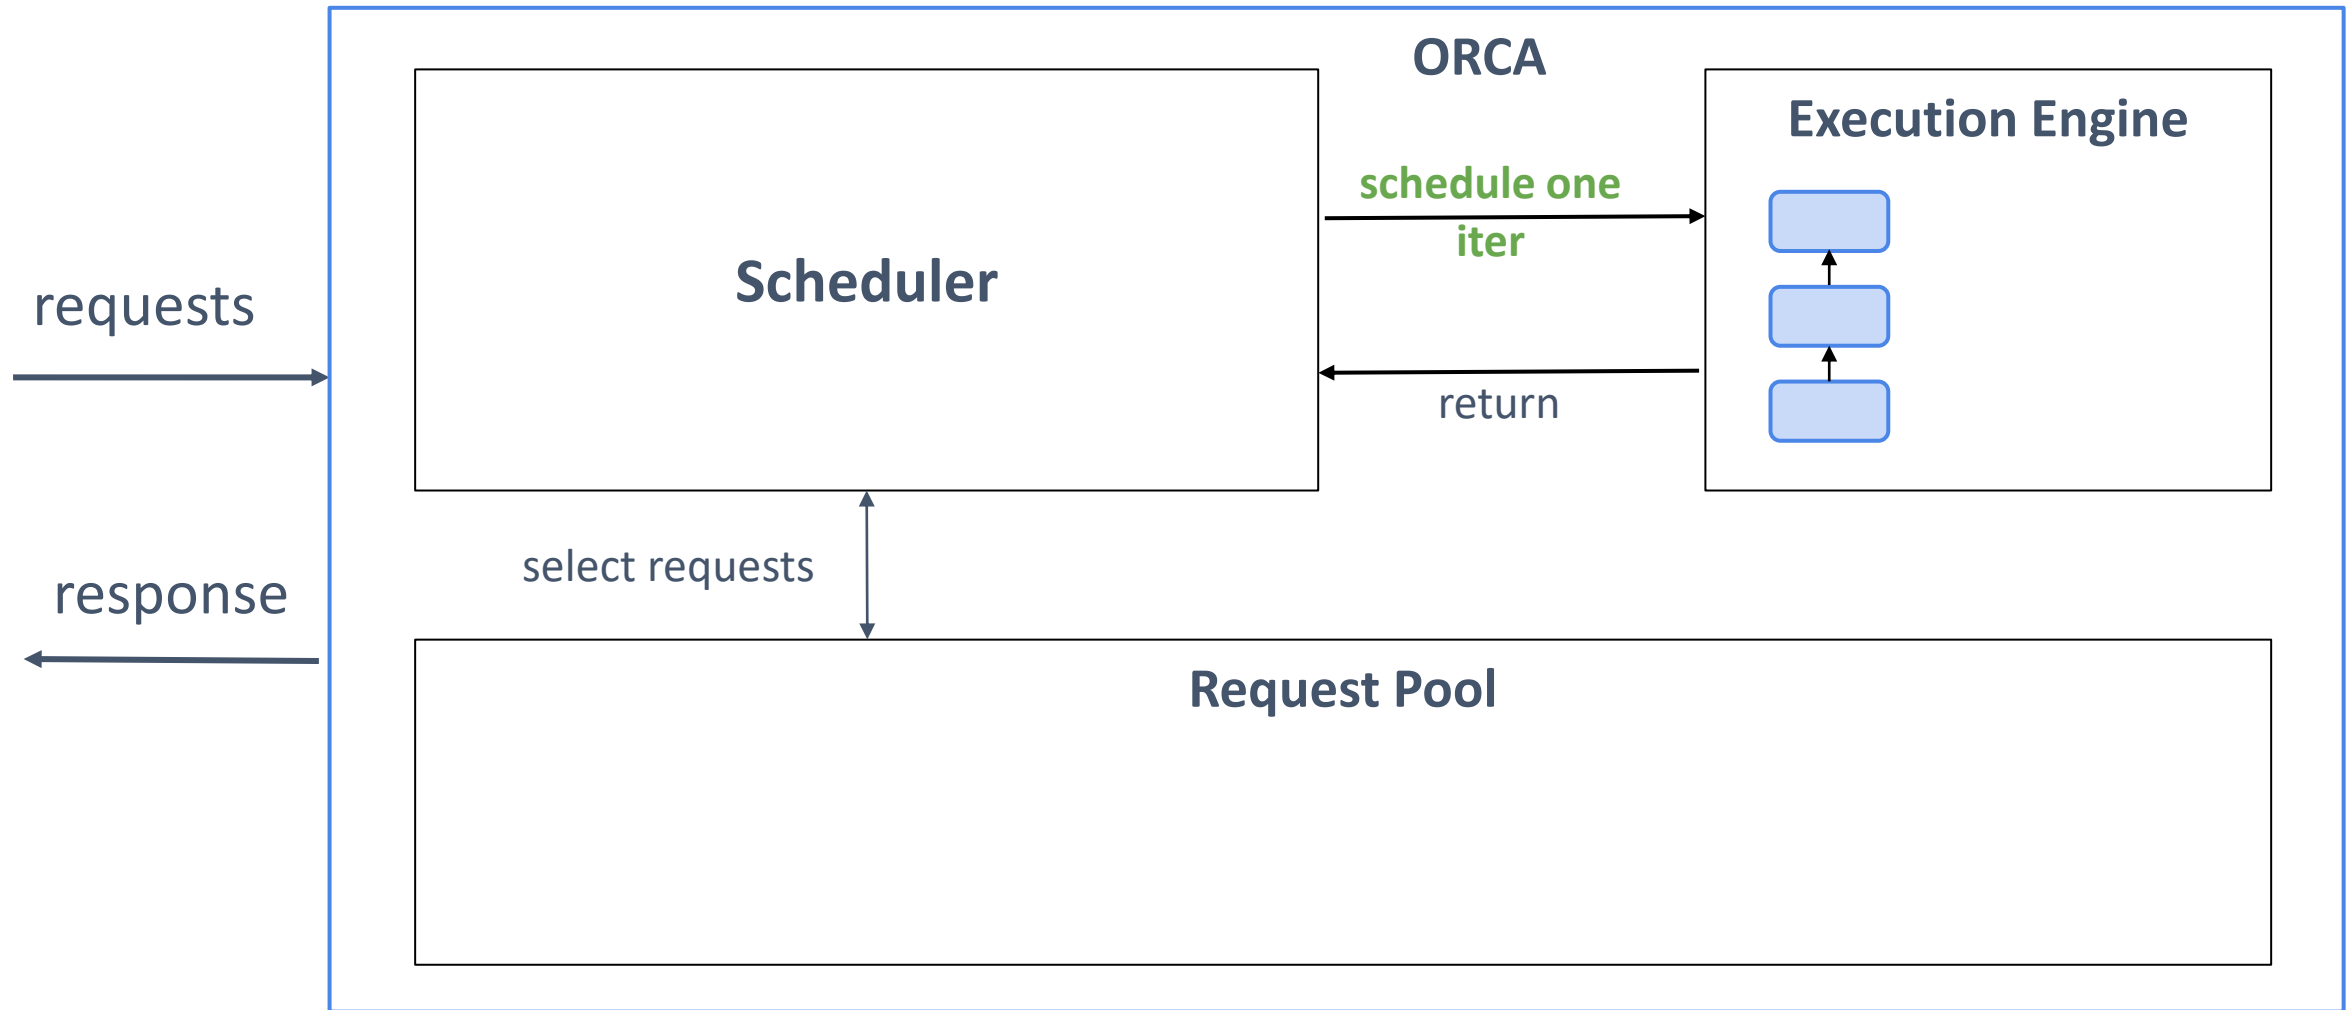 ORCA
Execution Engine
schedule one
iter
Scheduler
requests
return
select requests
response
Request Pool